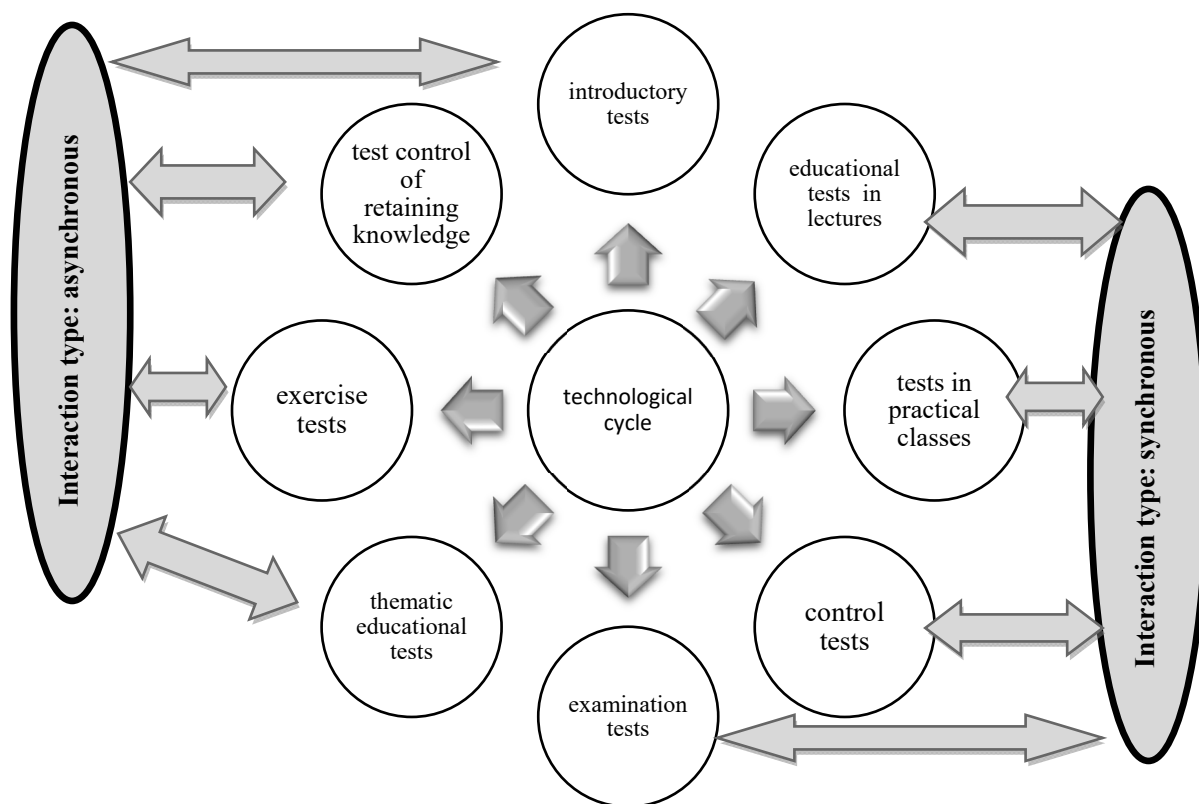 introductory
tests
test control
of
retaining
knowledge
educational
tests in
lectures
Interaction type: asynchronous
exercise
tests
technological
cycle
tests in
practical
classes
Interaction type: synchronous
thematic
educational
tests
control
tests
examination
tests